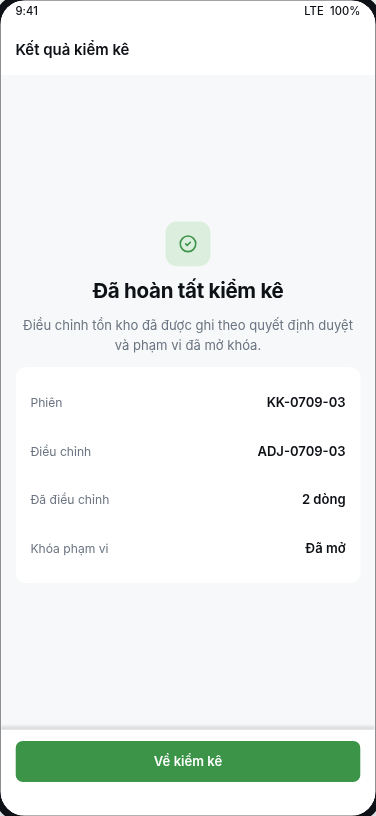 9:41 LTE 100%
Kết quả kiểm kê
Đã hoàn tất kiểm kê
Điều chỉnh tồn kho đã được ghi theo quyết định duyệt
và phạm vi đã mở khóa.
Phiên KK-0709-03
Điều chỉnh ADJ-0709-03
Đã điều chỉnh 2 dòng
Khóa phạm vi Đã mở
Về kiểm kê